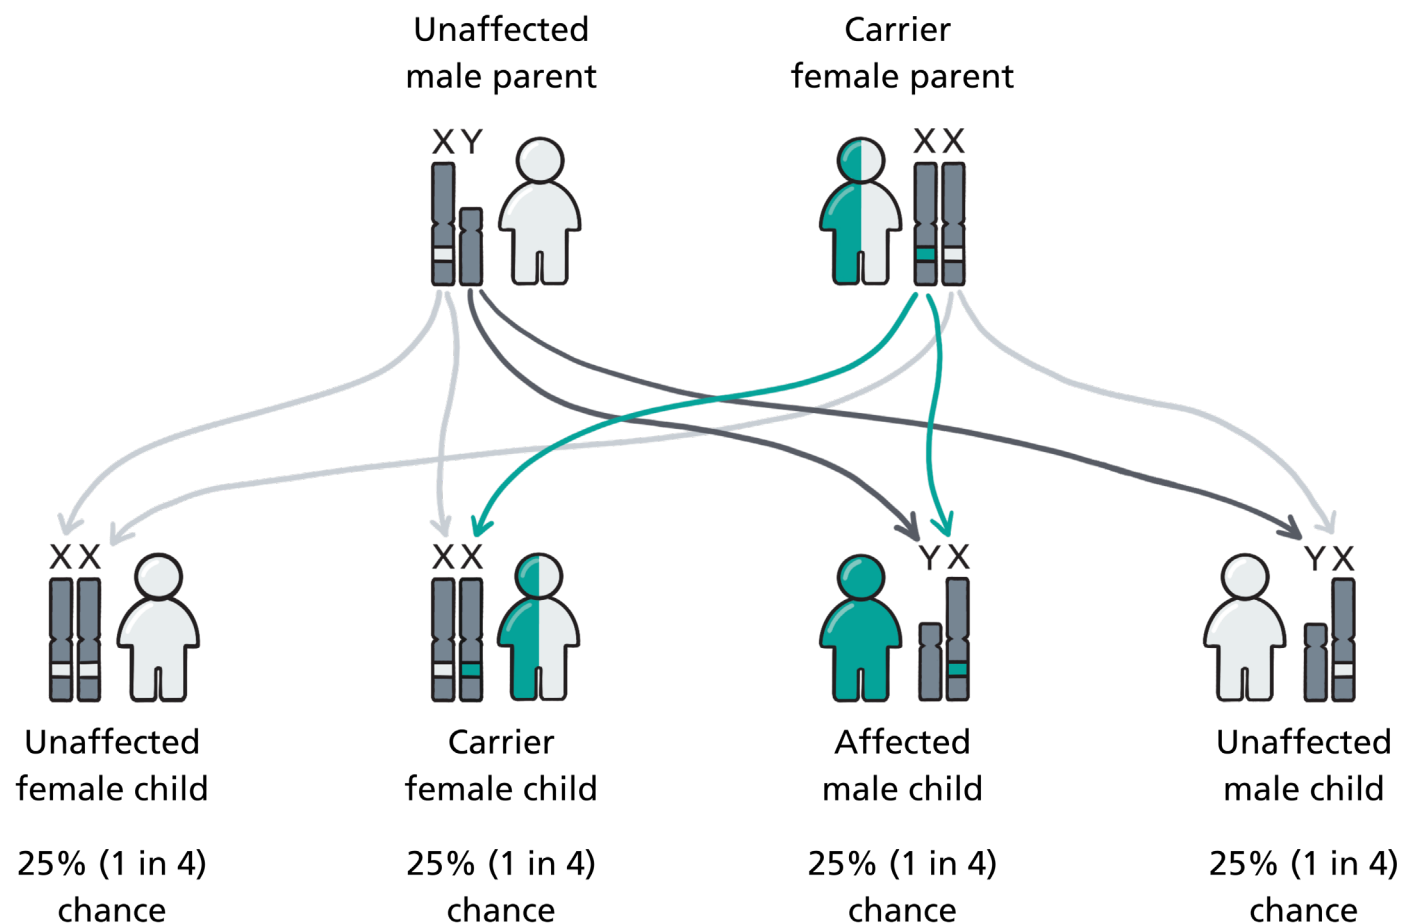 Unaffected
male parent
Carrier
female parent
X Y
X X
X X
X X
Y X
Y X
Unaffected
female child
25% (1 in 4)
chance
Carrier
female child
25% (1 in 4)
chance
Affected
male child
25% (1 in 4)
chance
Unaffected
male child
25% (1 in 4)
chance